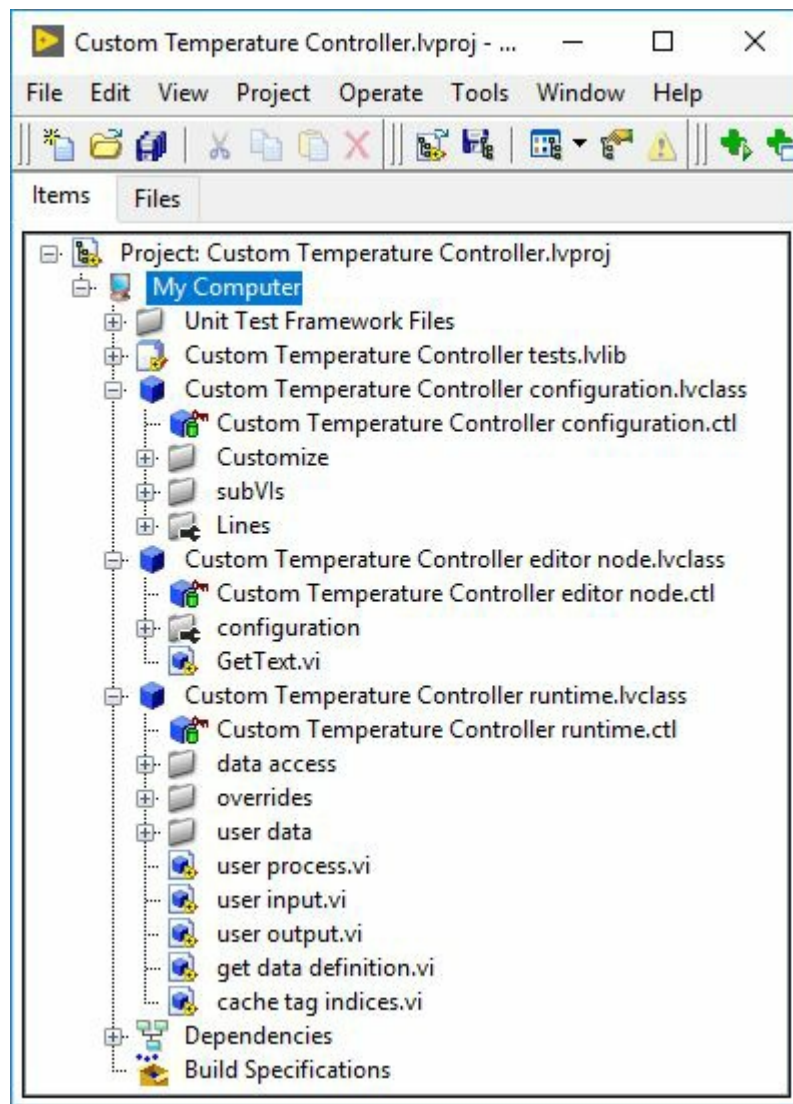 Custom Temperature Controller.lvproj - ...
File Edit View Project Operate Tools Window Help
Items Files
Project: Custom Temperature Controller.lvproj
My Computer
Unit Test Framework Files
Custom Temperature Controller tests.lvlib
Custom Temperature Controller configuration.lvclass
Custom Temperature Controller configuration.ctl
Customize
subVIs
Lines
Custom Temperature Controller editor node.lvclass
Custom Temperature Controller editor node.ctl
configuration
GetText.vi
Custom Temperature Controller runtime.lvclass
Custom Temperature Controller runtime.ctl
data access
overrides
user data
user process.vi
user input.vi
user output.vi
get data definition.vi
cache tag indices.vi
Dependencies
Build Specifications